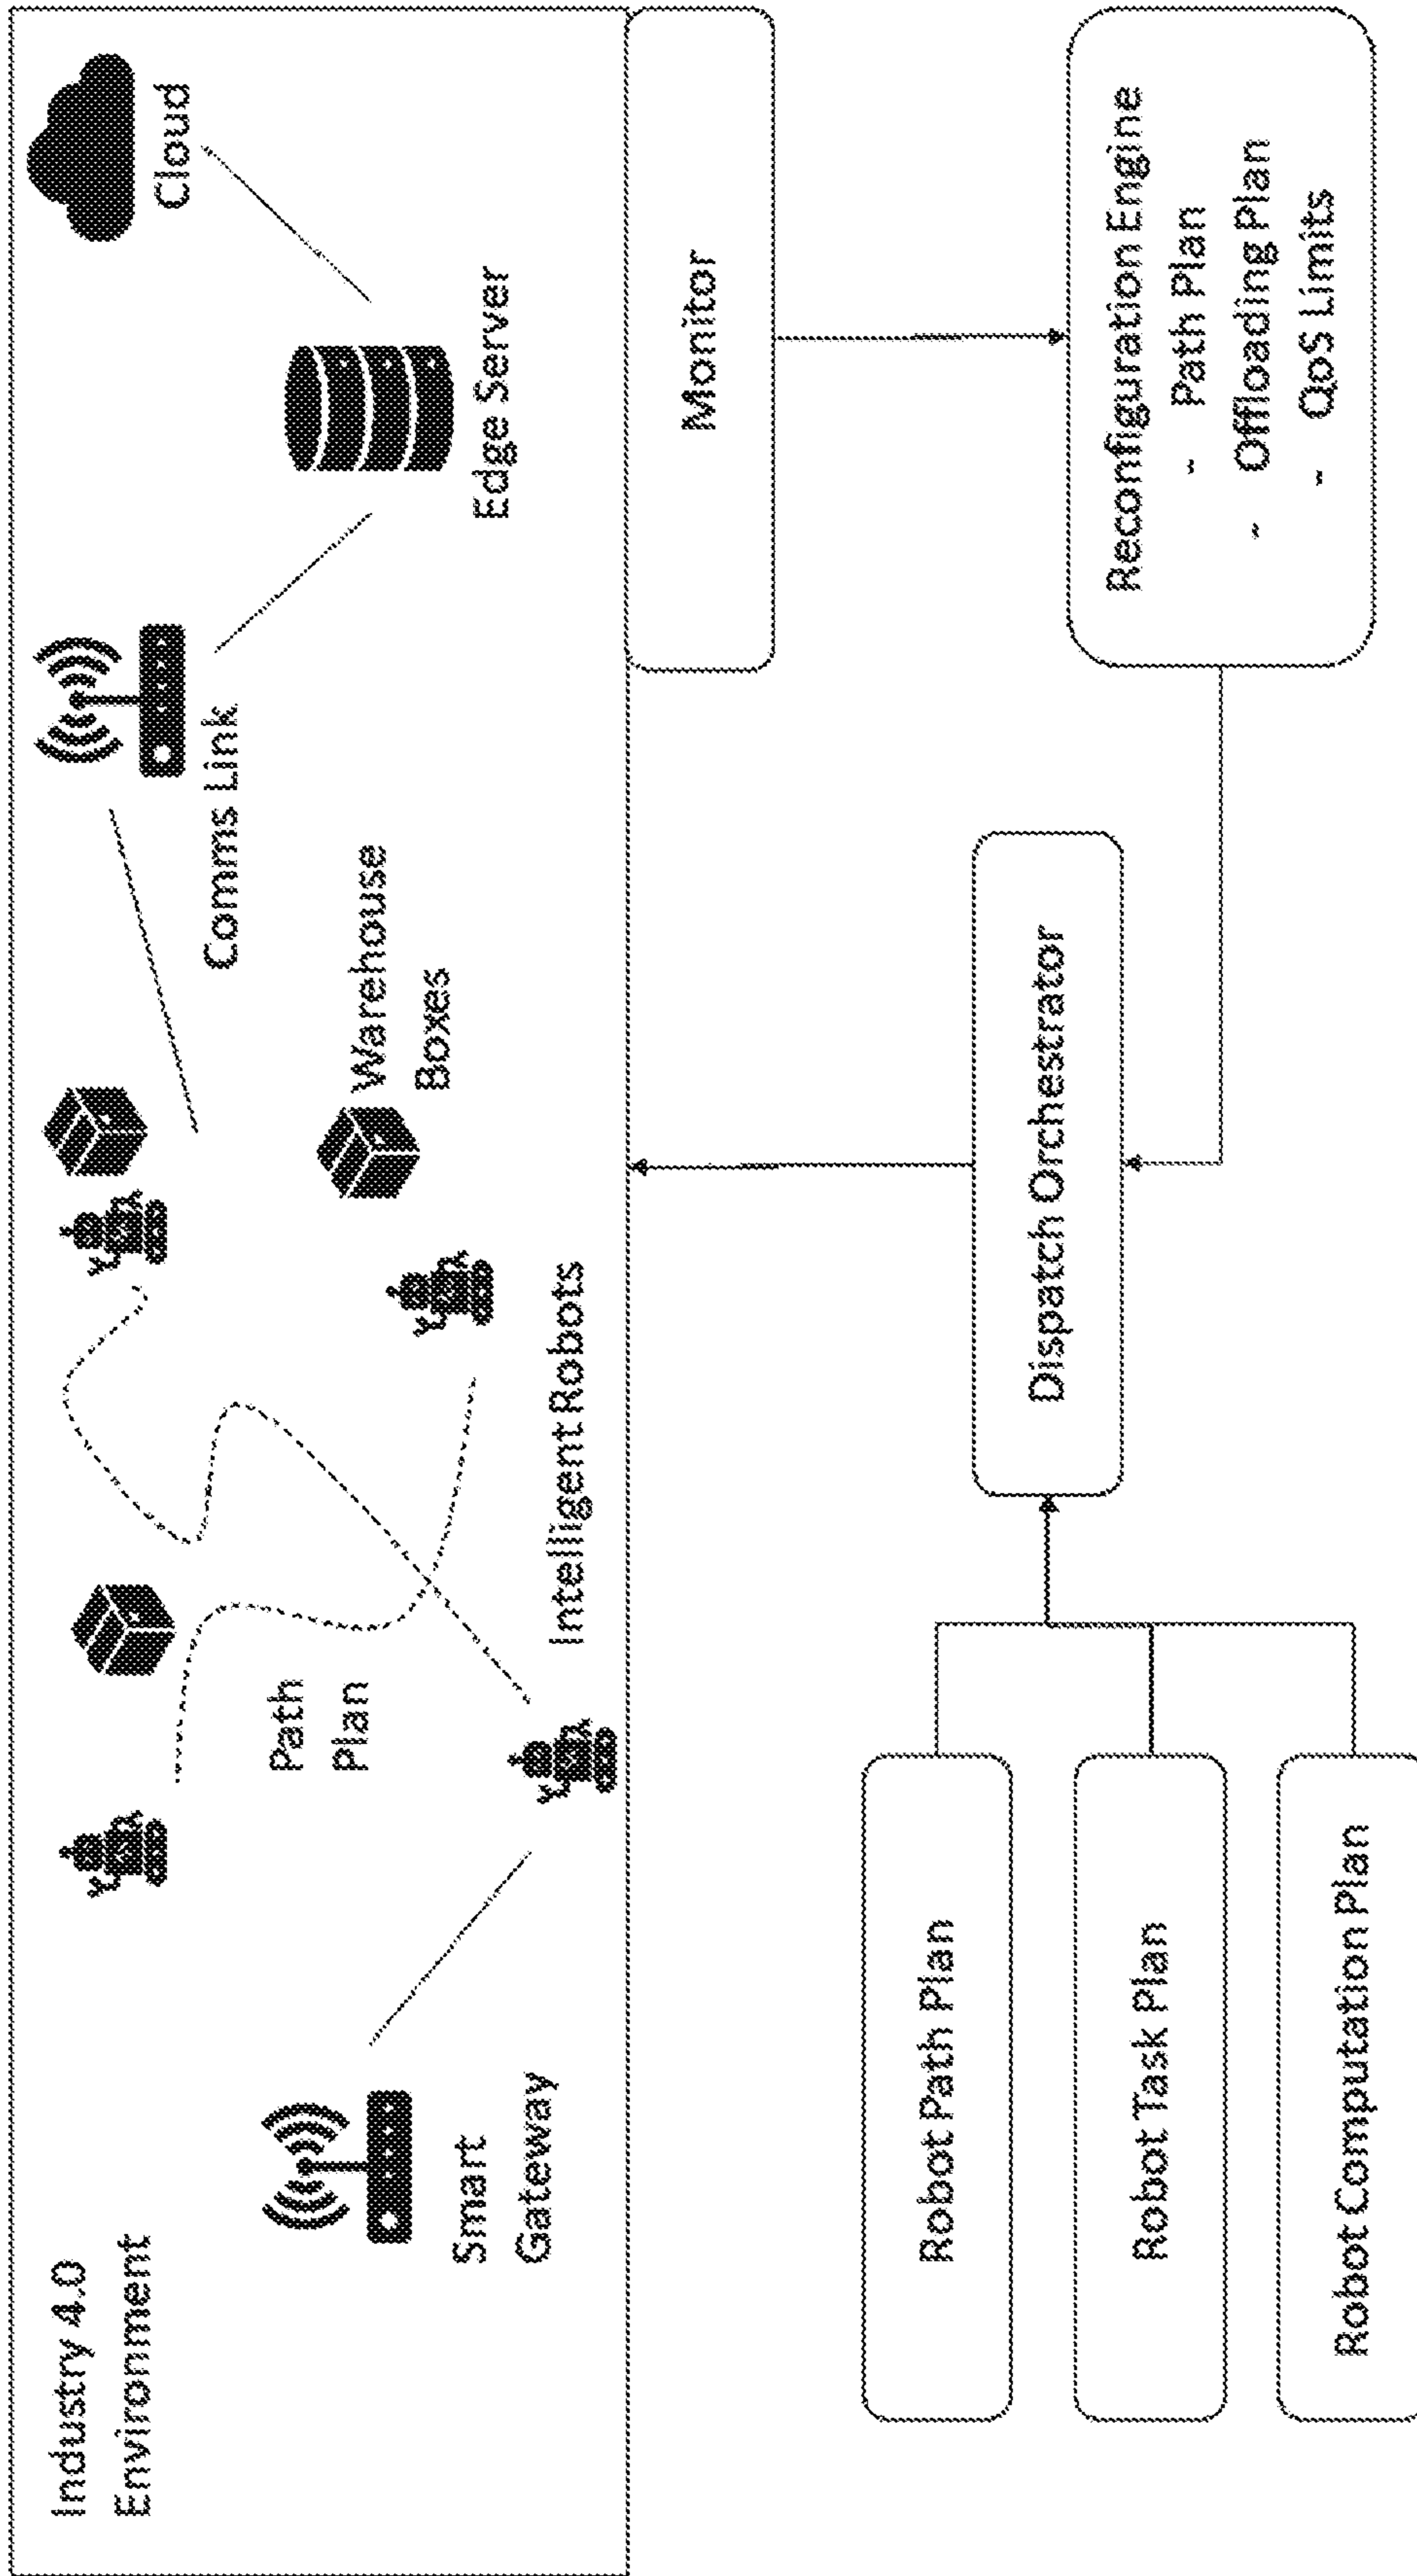 Industry 4.0
Environment
Smart
Gateway
Path
Plan
Intelligent Robots
Warehouse
Boxes
Comms Link
Edge Server
Cloud
Monitor
Robot Path Plan
Robot Task Plan
Robot Computation Plan
Dispatch Orchestrator
Reconfiguration Engine
- Path Plan
- Offloading Plan
- QoS Limits